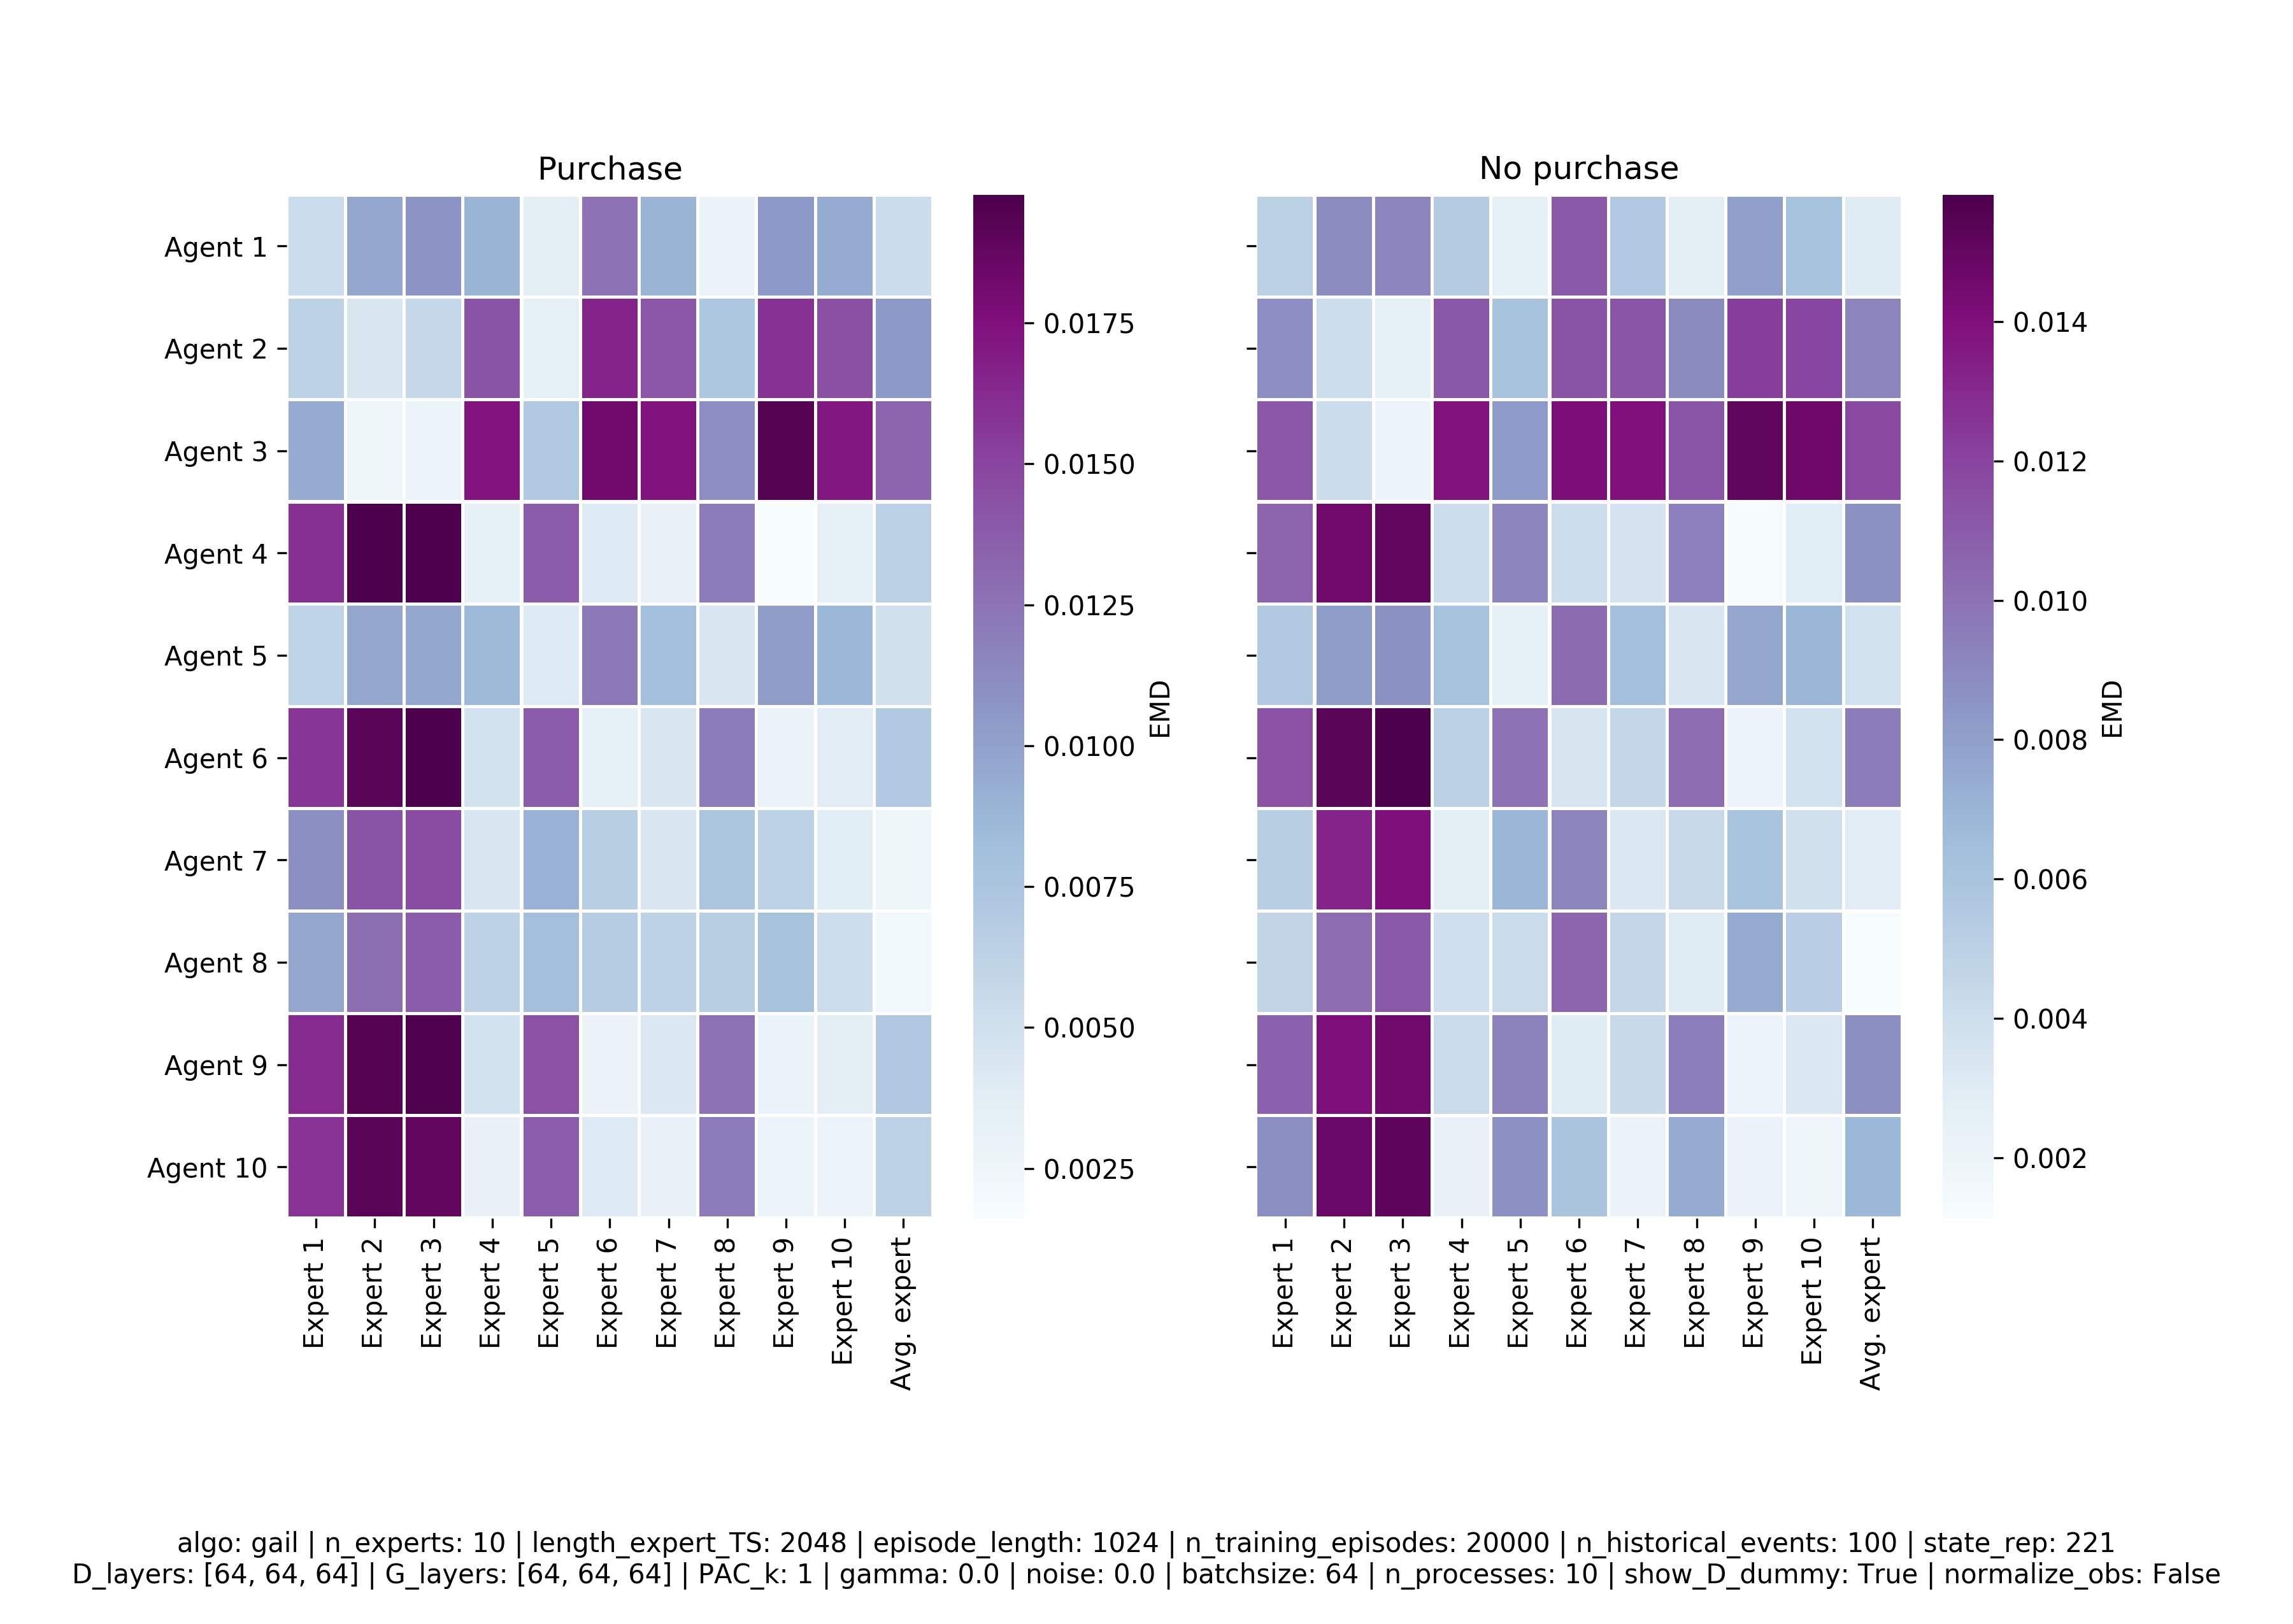 Purchase
Agent 1
Agent 2
Agent 3
Agent 4
Agent 5
Agent 6
Agent 7
Agent 8
Agent 9
Agent 10
Expert 1
Expert 2
Expert 3
Expert 4
Expert 5
Expert 6
Expert 7
Expert 8
Expert 9
Expert 10
Avg. expert
0.0175
0.0150
0.0125
0.0100
0.0075
0.0050
0.0025
EMD
No purchase
Expert 1
Expert 2
Expert 3
Expert 4
Expert 5
Expert 6
Expert 7
Expert 8
Expert 9
Expert 10
Avg. expert
0.014
0.012
0.010
0.008
0.006
0.004
0.002
EMD
algo: gail | n_experts: 10 | length_expert_TS: 2048 | episode_length: 1024 | n_training_episodes: 20000 | n_historical_events: 100 | state_rep: 221
D_layers: [64, 64, 64] | G_layers: [64, 64, 64] | PAC_k: 1 | gamma: 0.0 | noise: 0.0 | batchsize: 64 | n_processes: 10 | show_D_dummy: True | normalize_obs: False